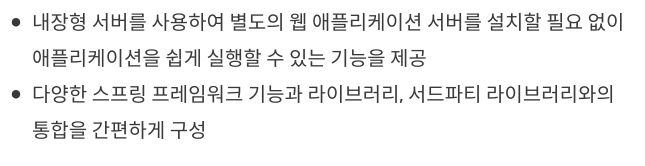 ● 내장형 서버를 사용하여 별도의 웹 애플리케이션 서버를 설치할 필요 없이
애플리케이션을 쉽게 실행할 수 있는 기능을 제공
● 다양한 스프링 프레임워크 기능과 라이브러리, 서드파티 라이브러리와의
통합을 간편하게 구성